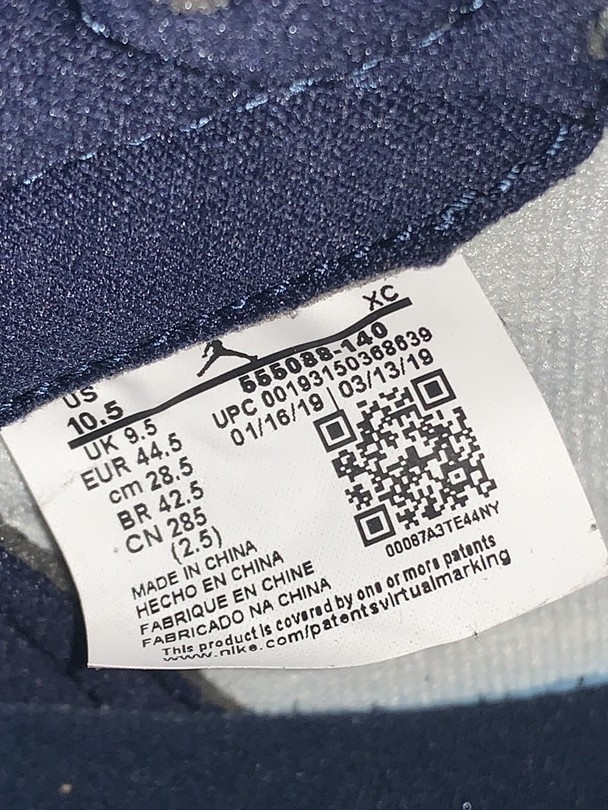 XC
US
10.5
555088-140
UPC 00193150368639
01/16/19 | 03/13/19
UK 9.5
EUR 44.5
cm 28.5
BR 42.5
CN 285
(2.5)
00087A3TE44NY
MADE IN CHINA
HECHO EN CHINA
FABRIQUE EN CHINE
FABRICADO NA CHINA
This product is covered by one or more patents
www.nike.com/patentsvirtualmarking